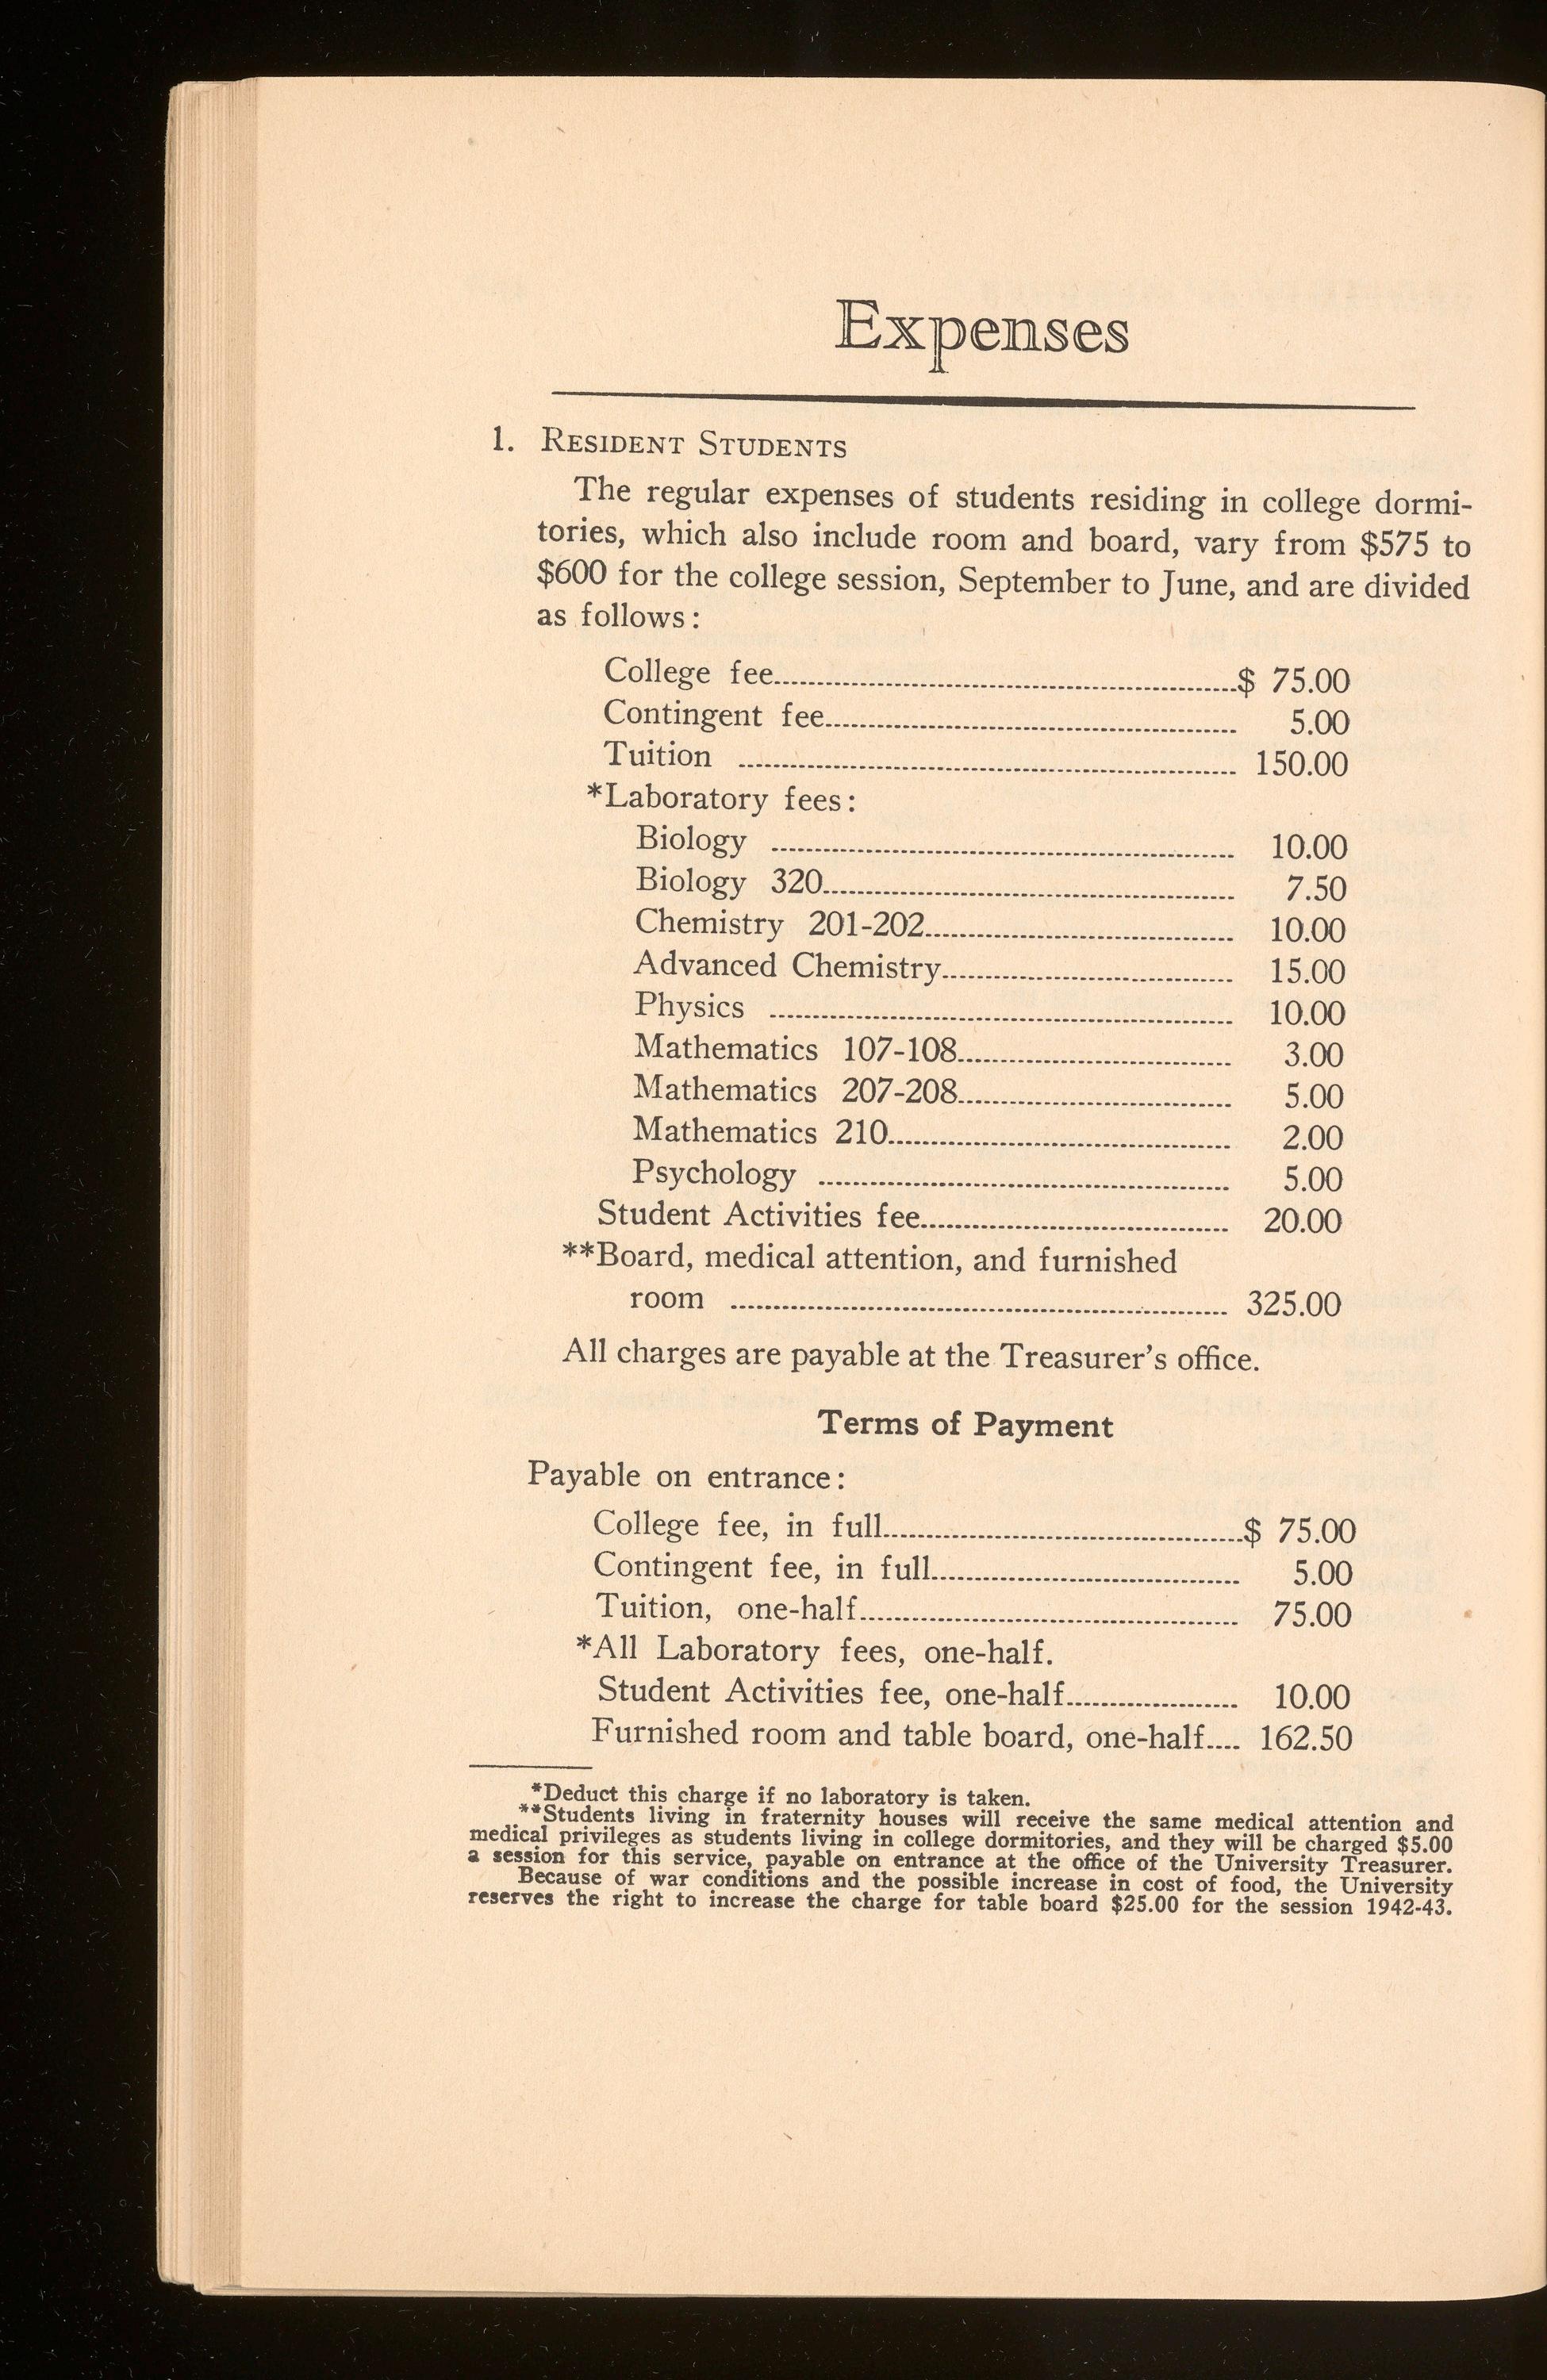 Expenses
1. RESIDENT STUDENTS
The regular expenses of students residing in college dormi-
tories, which also include room and board, vary from $575 to
$600 for the college session, September to June, and are divided
as follows:
College fee........................................$ 75.00
Contingent fee........................................ 5.00
Tuition ........................................ 150.00
*Laboratory fees:
Biology ........................................ 10.00
Biology 320........................................ 7.50
Chemistry 201-202........................................ 10.00
Advanced Chemistry........................................ 15.00
Physics ........................................ 10.00
Mathematics 107-108........................................ 3.00
Mathematics 207-208........................................ 5.00
Mathematics 210........................................ 2.00
Psychology ........................................ 5.00
Student Activities fee........................................ 20.00
**Board, medical attention, and furnished
room ........................................ 325.00
All charges are payable at the Treasurer's office.
Terms of Payment
Payable on entrance:
College fee, in full........................................$ 75.00
Contingent fee, in full........................................ 5.00
Tuition, one-half........................................ 75.00
*All Laboratory fees, one-half.
Student Activities fee, one-half.................... 10.00
Furnished room and table board, one-half.... 162.50
*Deduct this charge if no laboratory is taken.
**Students living in fraternity houses will receive the same medical attention and
medical privileges as students living in college dormitories, and they will be charged $5.00
a session for this service, payable on entrance at the office of the University Treasurer.
Because of war conditions and the possible increase in cost of food, the University
reserves the right to increase the charge for table board $25.00 for the session 1942-43.